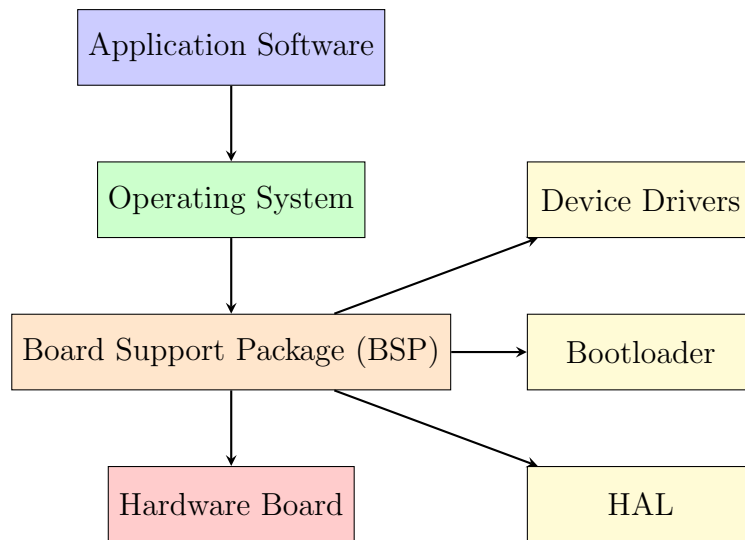 Application Software
Operating System
Device Drivers
Board Support Package (BSP)
Bootloader
Hardware Board
HAL